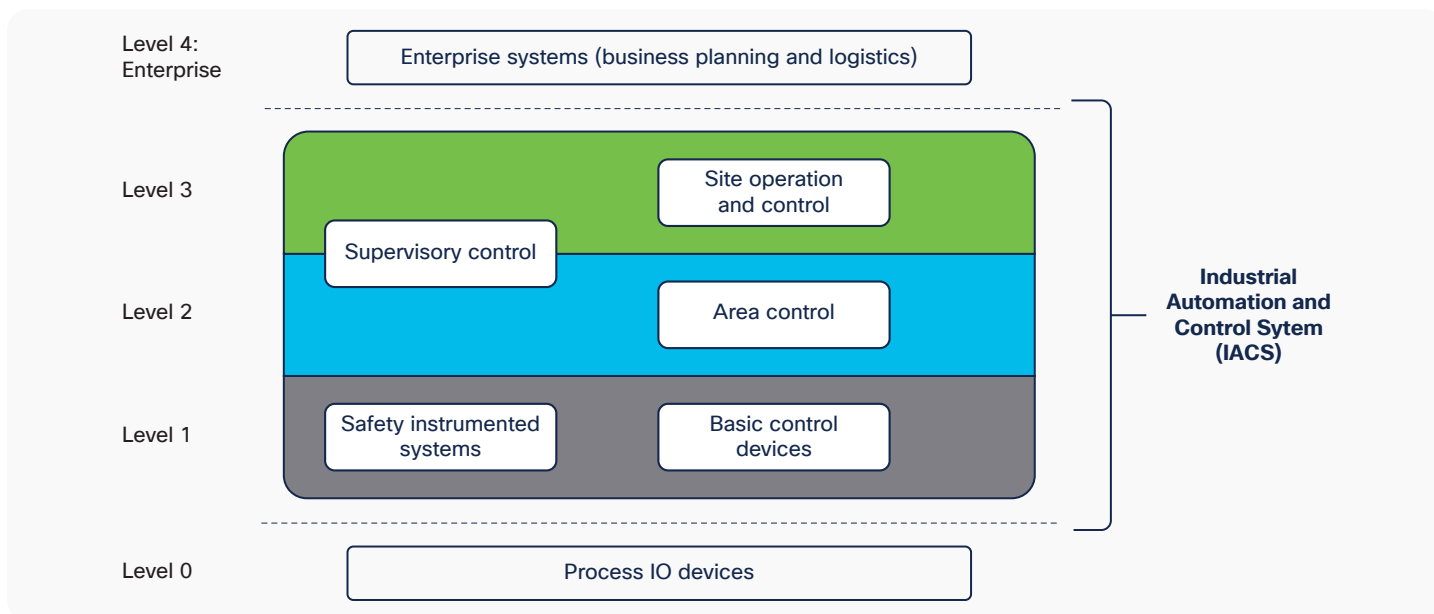 Level 4:
Enterprise
Enterprise systems (business planning and logistics)
Level 3
Site operation
and control
Supervisory control
Level 2
Area control
Industrial
Automation and
Control Sytem
(IACS)
Level 1
Safety instrumented
systems
Basic control
devices
Level 0
Process IO devices